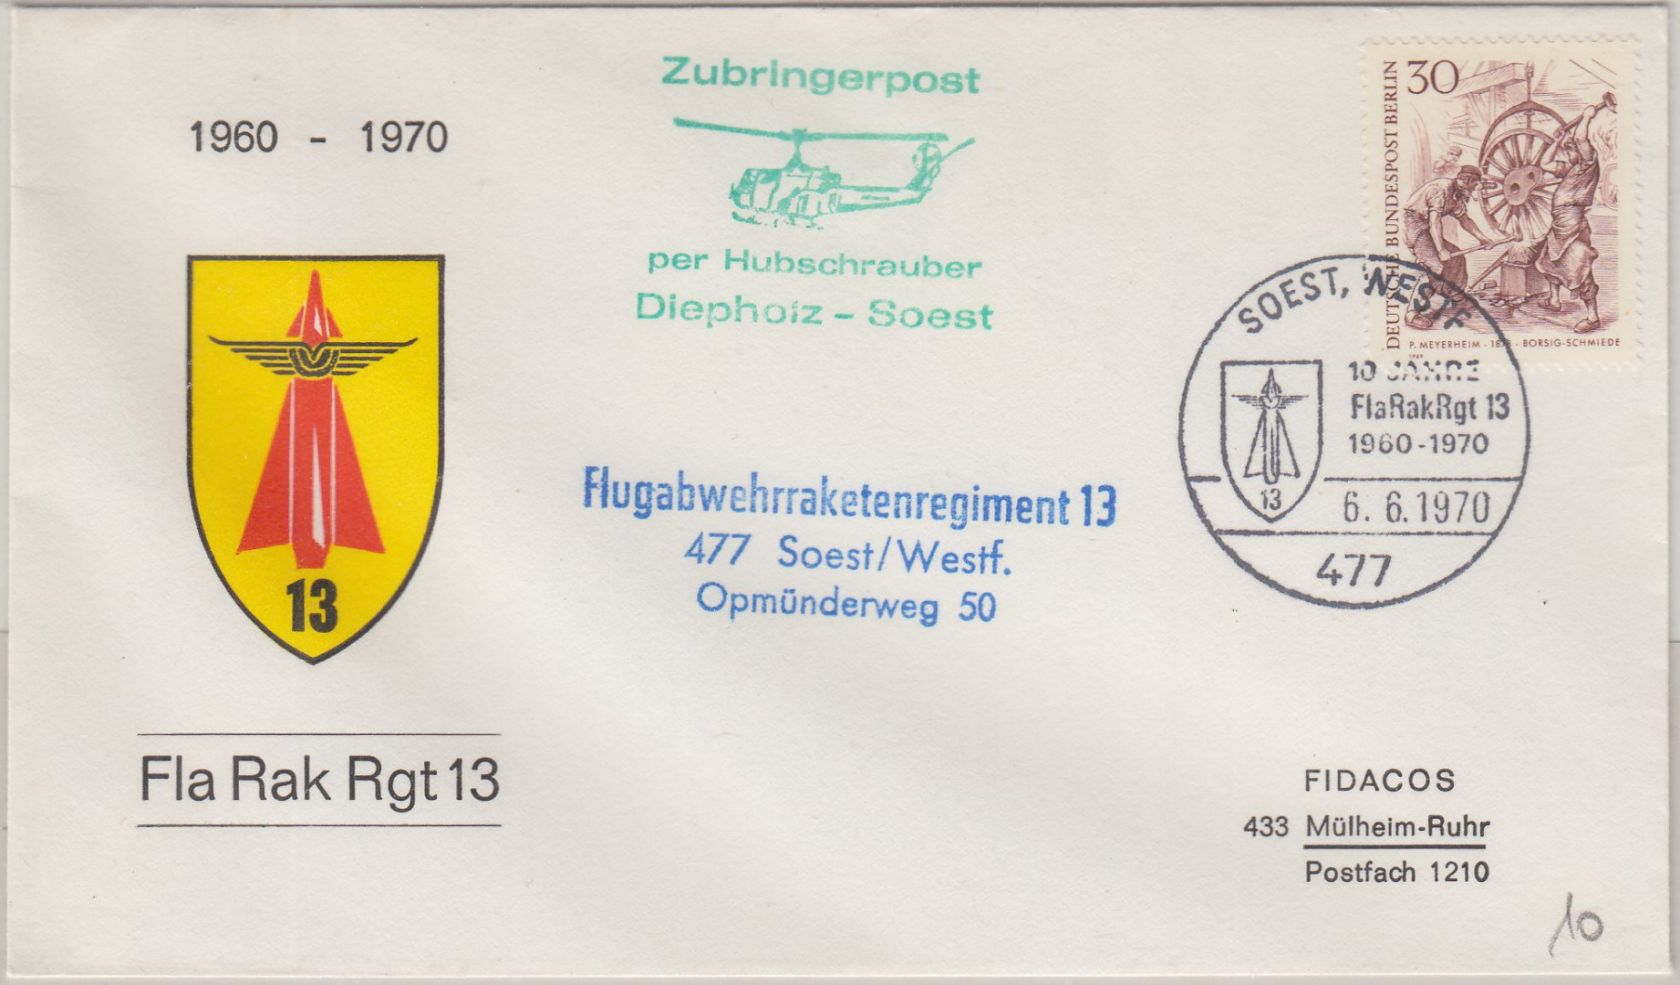 1960 - 1970
13
Fla Rak Rgt 13
Zubringerpost
per Hubschrauber
Diepholz - Soest
Flugabwehrraketenregiment 13
477 Soest/Westf.
Opmünderweg 50
30
DEUTSCHE BUNDESPOST BERLIN
P. MEYERHEIM · 1873 · BORSIG-SCHMIEDE
1969
SOEST, WESTF
10 JAHRE
FlaRakRgt 13
1960-1970
13
6. 6. 1970
477
FIDACOS
433 Mülheim-Ruhr
Postfach 1210
10